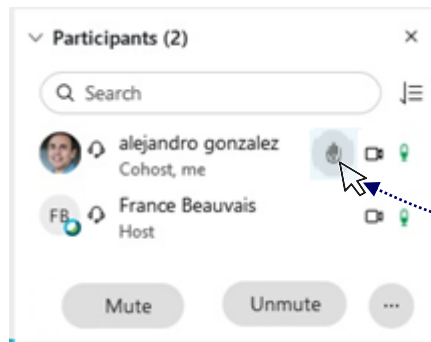 Participants (2)
Search
alejandro gonzalez
Cohost, me
FB
France Beauvais
Host
Mute
Unmute